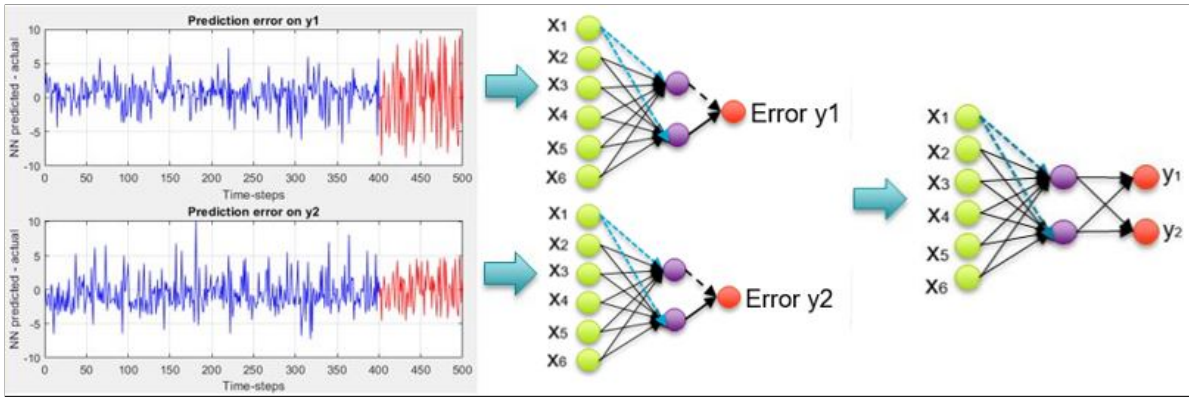 Prediction error on y1
NN predicted - actual
10
5
0
-5
-10
0 50 100 150 200 250 300 350 400 450 500
Time-steps
Prediction error on y2
NN predicted - actual
10
5
0
-5
-10
0 50 100 150 200 250 300 350 400 450 500
Time-steps
X1
X2
X3
X4
X5
X6
Error y1
X1
X2
X3
X4
X5
X6
Error y2
X1
X2
X3
X4
X5
X6
y1
y2